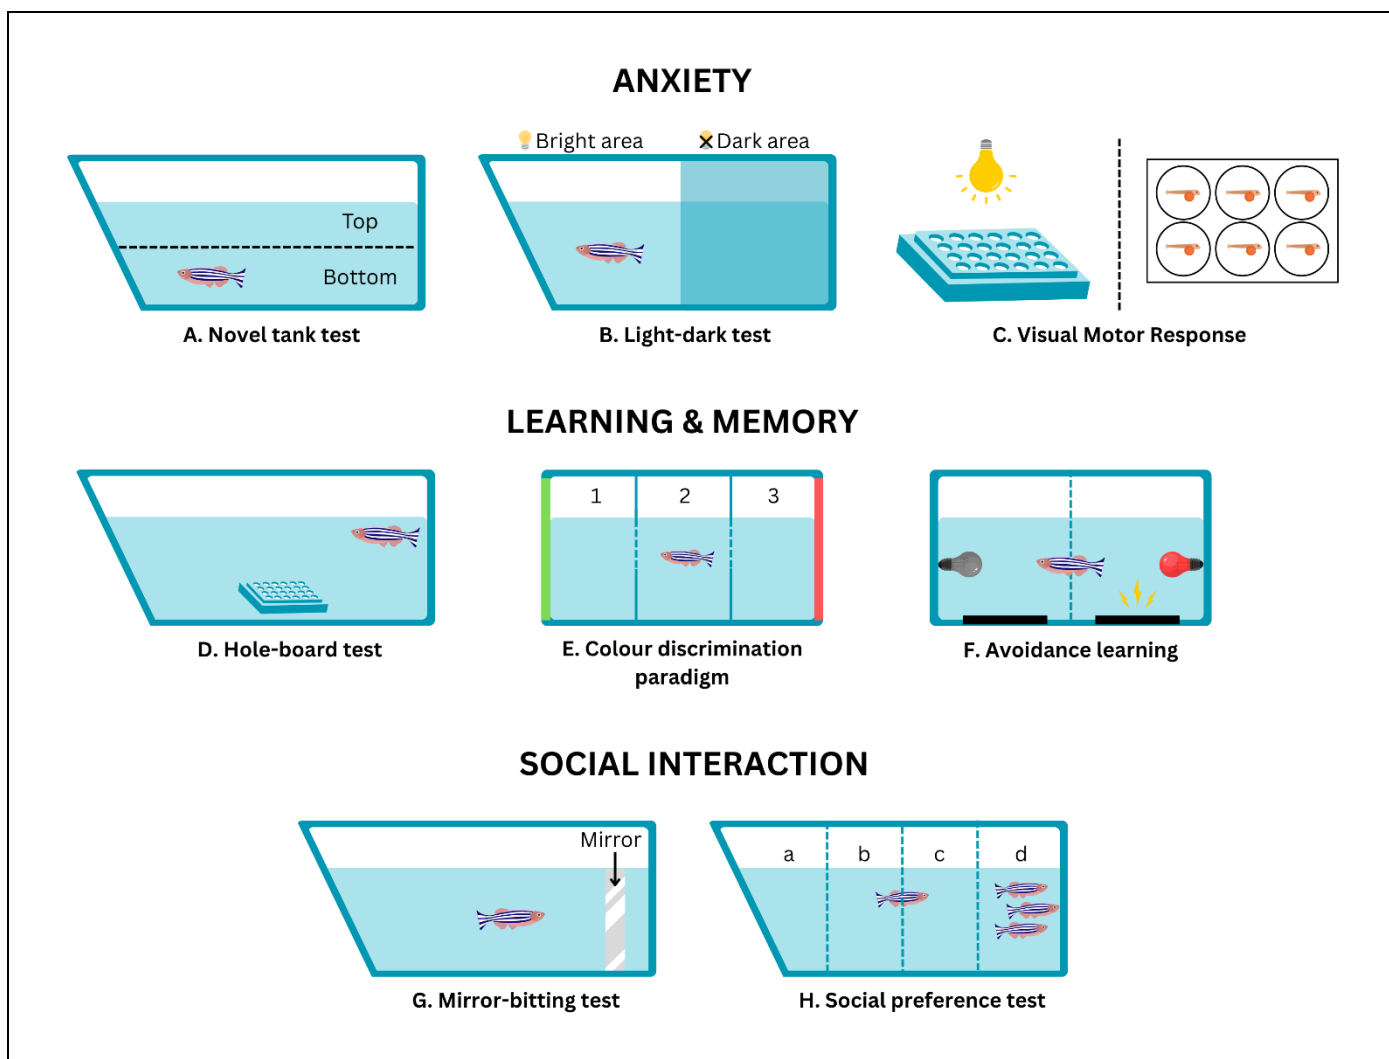 ANXIETY
Bright area
Dark area
Top
Bottom
A. Novel tank test
B. Light-dark test
C. Visual Motor Response
LEARNING & MEMORY
1 2 3
D. Hole-board test
E. Colour discrimination
paradigm
F. Avoidance learning
SOCIAL INTERACTION
Mirror
a b c d
G. Mirror-bitting test
H. Social preference test